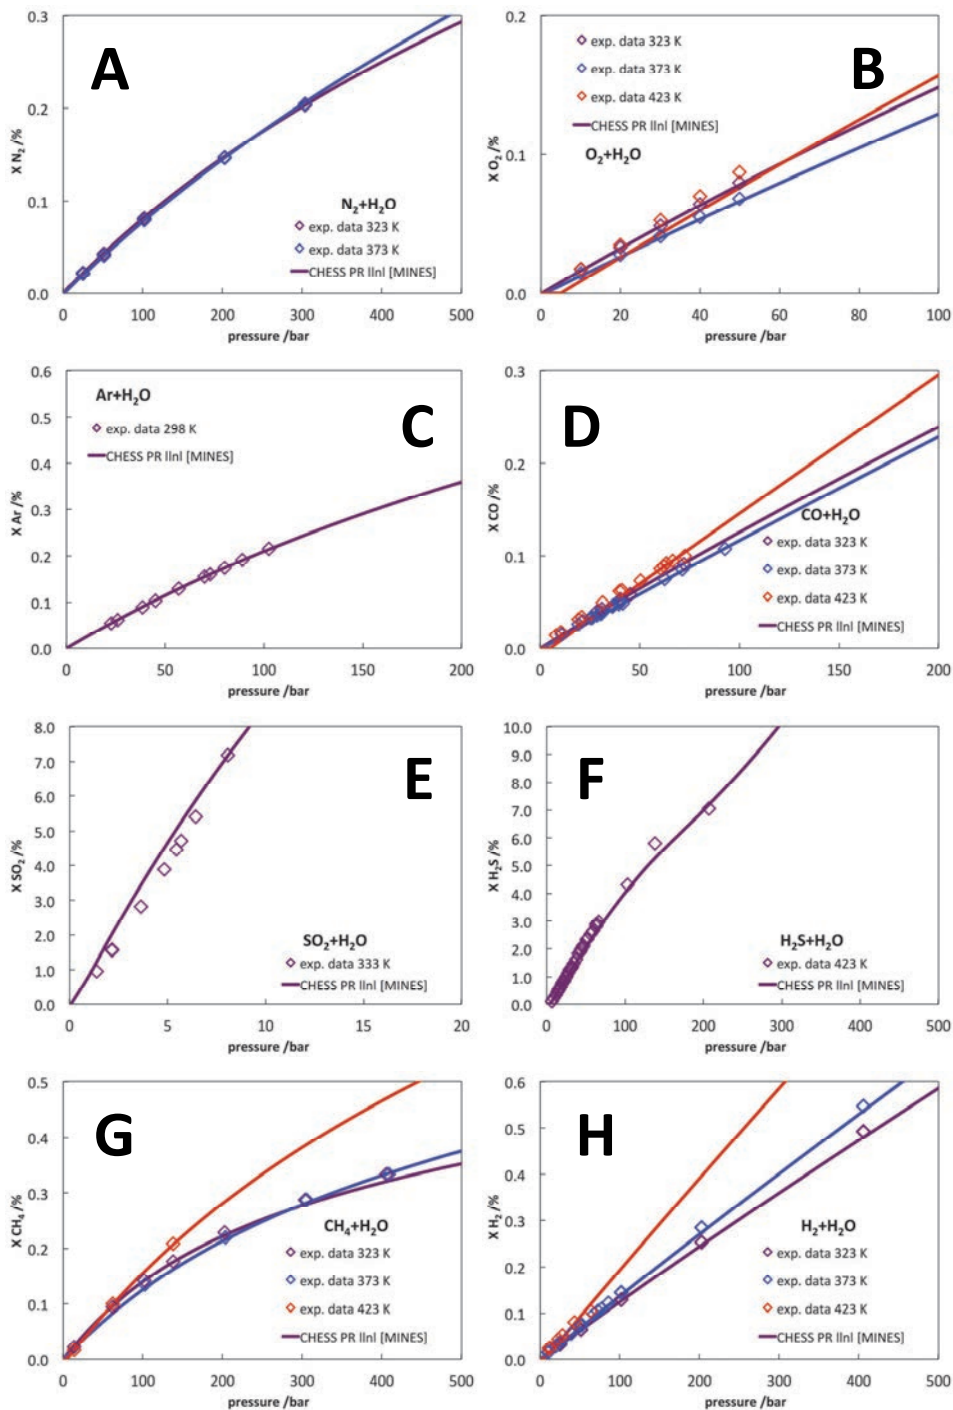 A
0.3
0.2
0.1
0.0
X N₂ /%
N₂+H₂O
exp. data 323 K
exp. data 373 K
CHESS PR llnl [MINES]
0 100 200 300 400 500
pressure /bar
B
0.2
0.1
0.0
X O₂ /%
exp. data 323 K
exp. data 373 K
exp. data 423 K
CHESS PR llnl [MINES]
O₂+H₂O
0 20 40 60 80 100
pressure /bar
C
0.6
0.5
0.4
0.3
0.2
0.1
0.0
X Ar /%
Ar+H₂O
exp. data 298 K
CHESS PR llnl [MINES]
0 50 100 150 200
pressure /bar
D
0.3
0.2
0.1
0.0
X CO /%
CO+H₂O
exp. data 323 K
exp. data 373 K
exp. data 423 K
CHESS PR llnl [MINES]
0 50 100 150 200
pressure /bar
E
8.0
7.0
6.0
5.0
4.0
3.0
2.0
1.0
0.0
X SO₂ /%
SO₂+H₂O
exp. data 333 K
CHESS PR llnl [MINES]
0 5 10 15 20
pressure /bar
F
10.0
9.0
8.0
7.0
6.0
5.0
4.0
3.0
2.0
1.0
0.0
X H₂S /%
H₂S+H₂O
exp. data 423 K
CHESS PR llnl [MINES]
0 100 200 300 400 500
pressure /bar
G
0.5
0.4
0.3
0.2
0.1
0.0
X CH₄ /%
CH₄+H₂O
exp. data 323 K
exp. data 373 K
exp. data 423 K
CHESS PR llnl [MINES]
0 100 200 300 400 500
pressure /bar
H
0.6
0.5
0.4
0.3
0.2
0.1
0.0
X H₂ /%
H₂+H₂O
exp. data 323 K
exp. data 373 K
exp. data 423 K
CHESS PR llnl [MINES]
0 100 200 300 400 500
pressure /bar